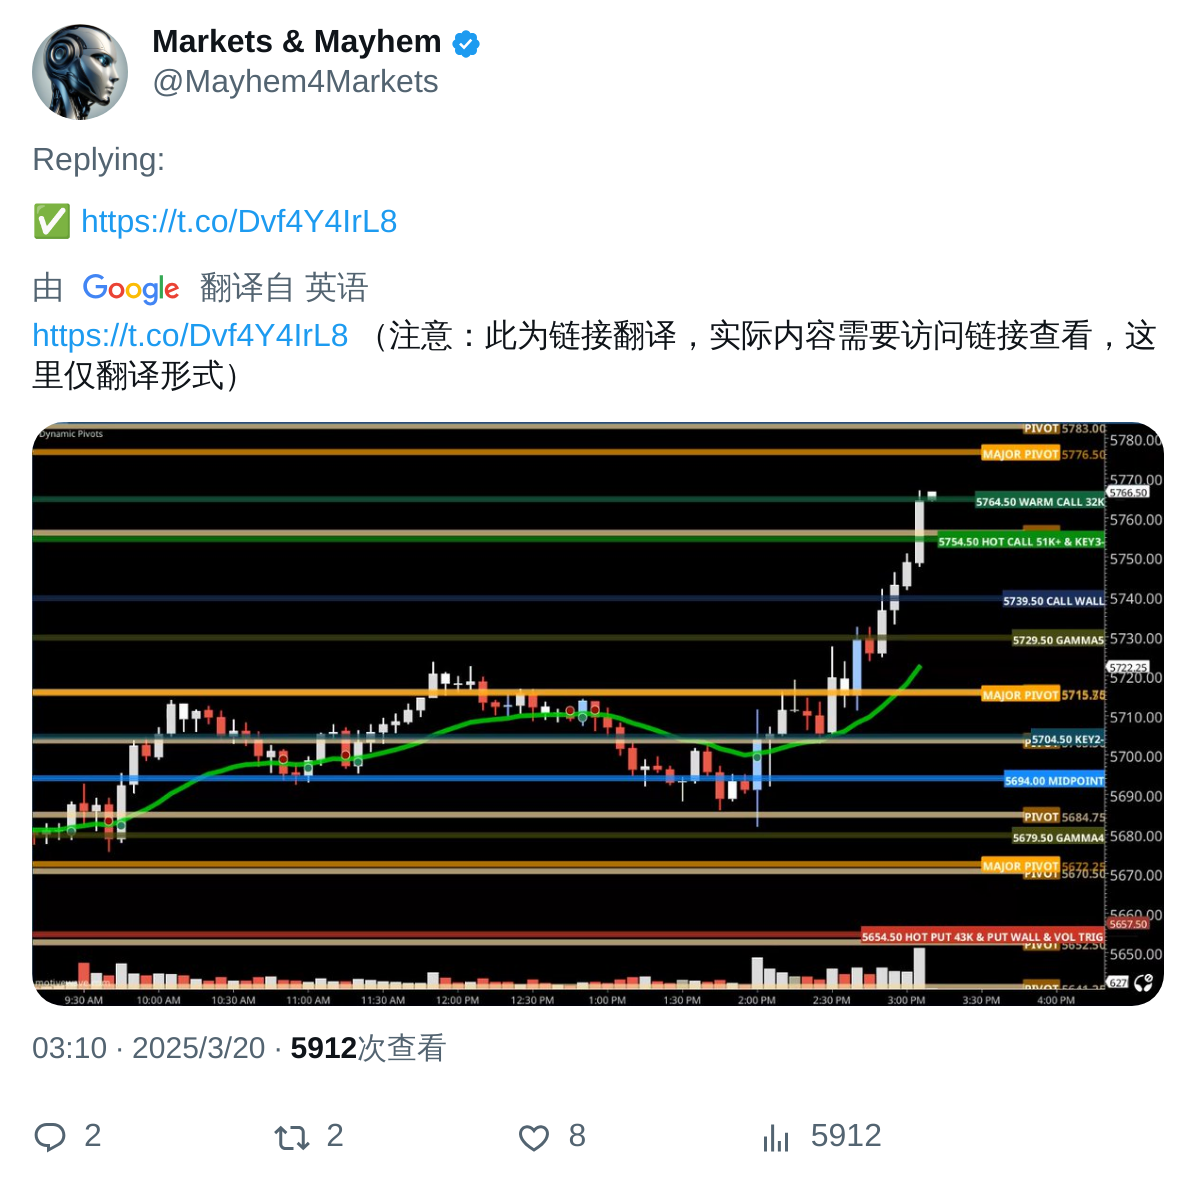 Markets & Mayhem
@Mayhem4Markets
Replying:
✅ https://t.co/Dvf4Y4IrL8
由 Google 翻译自 英语
https://t.co/Dvf4Y4IrL8 （注意：此为链接翻译，实际内容需要访问链接查看，这
里仅翻译形式）
Dynamic Pivots
PIVOT 5783.00
5780.00
MAJOR PIVOT 5776.50
5770.00
5766.50
5764.50 WARM CALL 32K
5760.00
5754.50 HOT CALL 51K+ & KEY3-
5750.00
5739.50 CALL WALL
5740.00
5729.50 GAMMA5
5730.00
5722.25
5720.00
MAJOR PIVOT
5710.00
5704.50 KEY2-
5700.00
5694.00 MIDPOINT
5690.00
PIVOT 5684.75
5679.50 GAMMA4
5680.00
MAJOR PIVOT 5672.25
PIVOT 5670.50
5670.00
5660.00
5657.50
5654.50 HOT PUT 43K & PUT WALL & VOL TRIG
PIVOT 5652.50
5650.00
PIVOT 5641.25
627
9:30 AM 10:00 AM 10:30 AM 11:00 AM 11:30 AM 12:00 PM 12:30 PM 1:00 PM 1:30 PM 2:00 PM 2:30 PM 3:00 PM 3:30 PM 4:00 PM
03:10 · 2025/3/20 · 5912次查看
2 2 8 5912